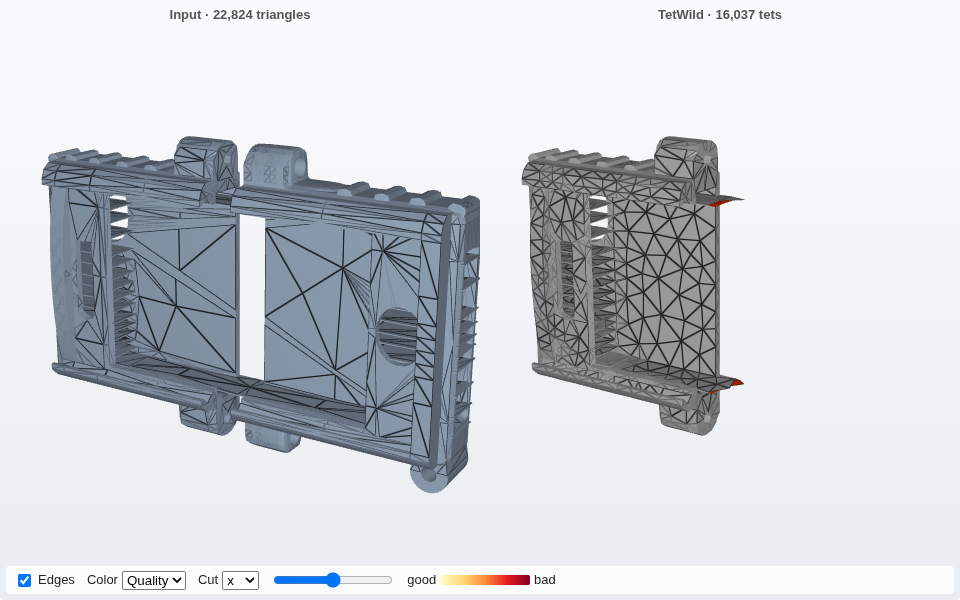 Input · 22,824 triangles
TetWild · 16,037 tets
Edges Color Quality Cut x good bad